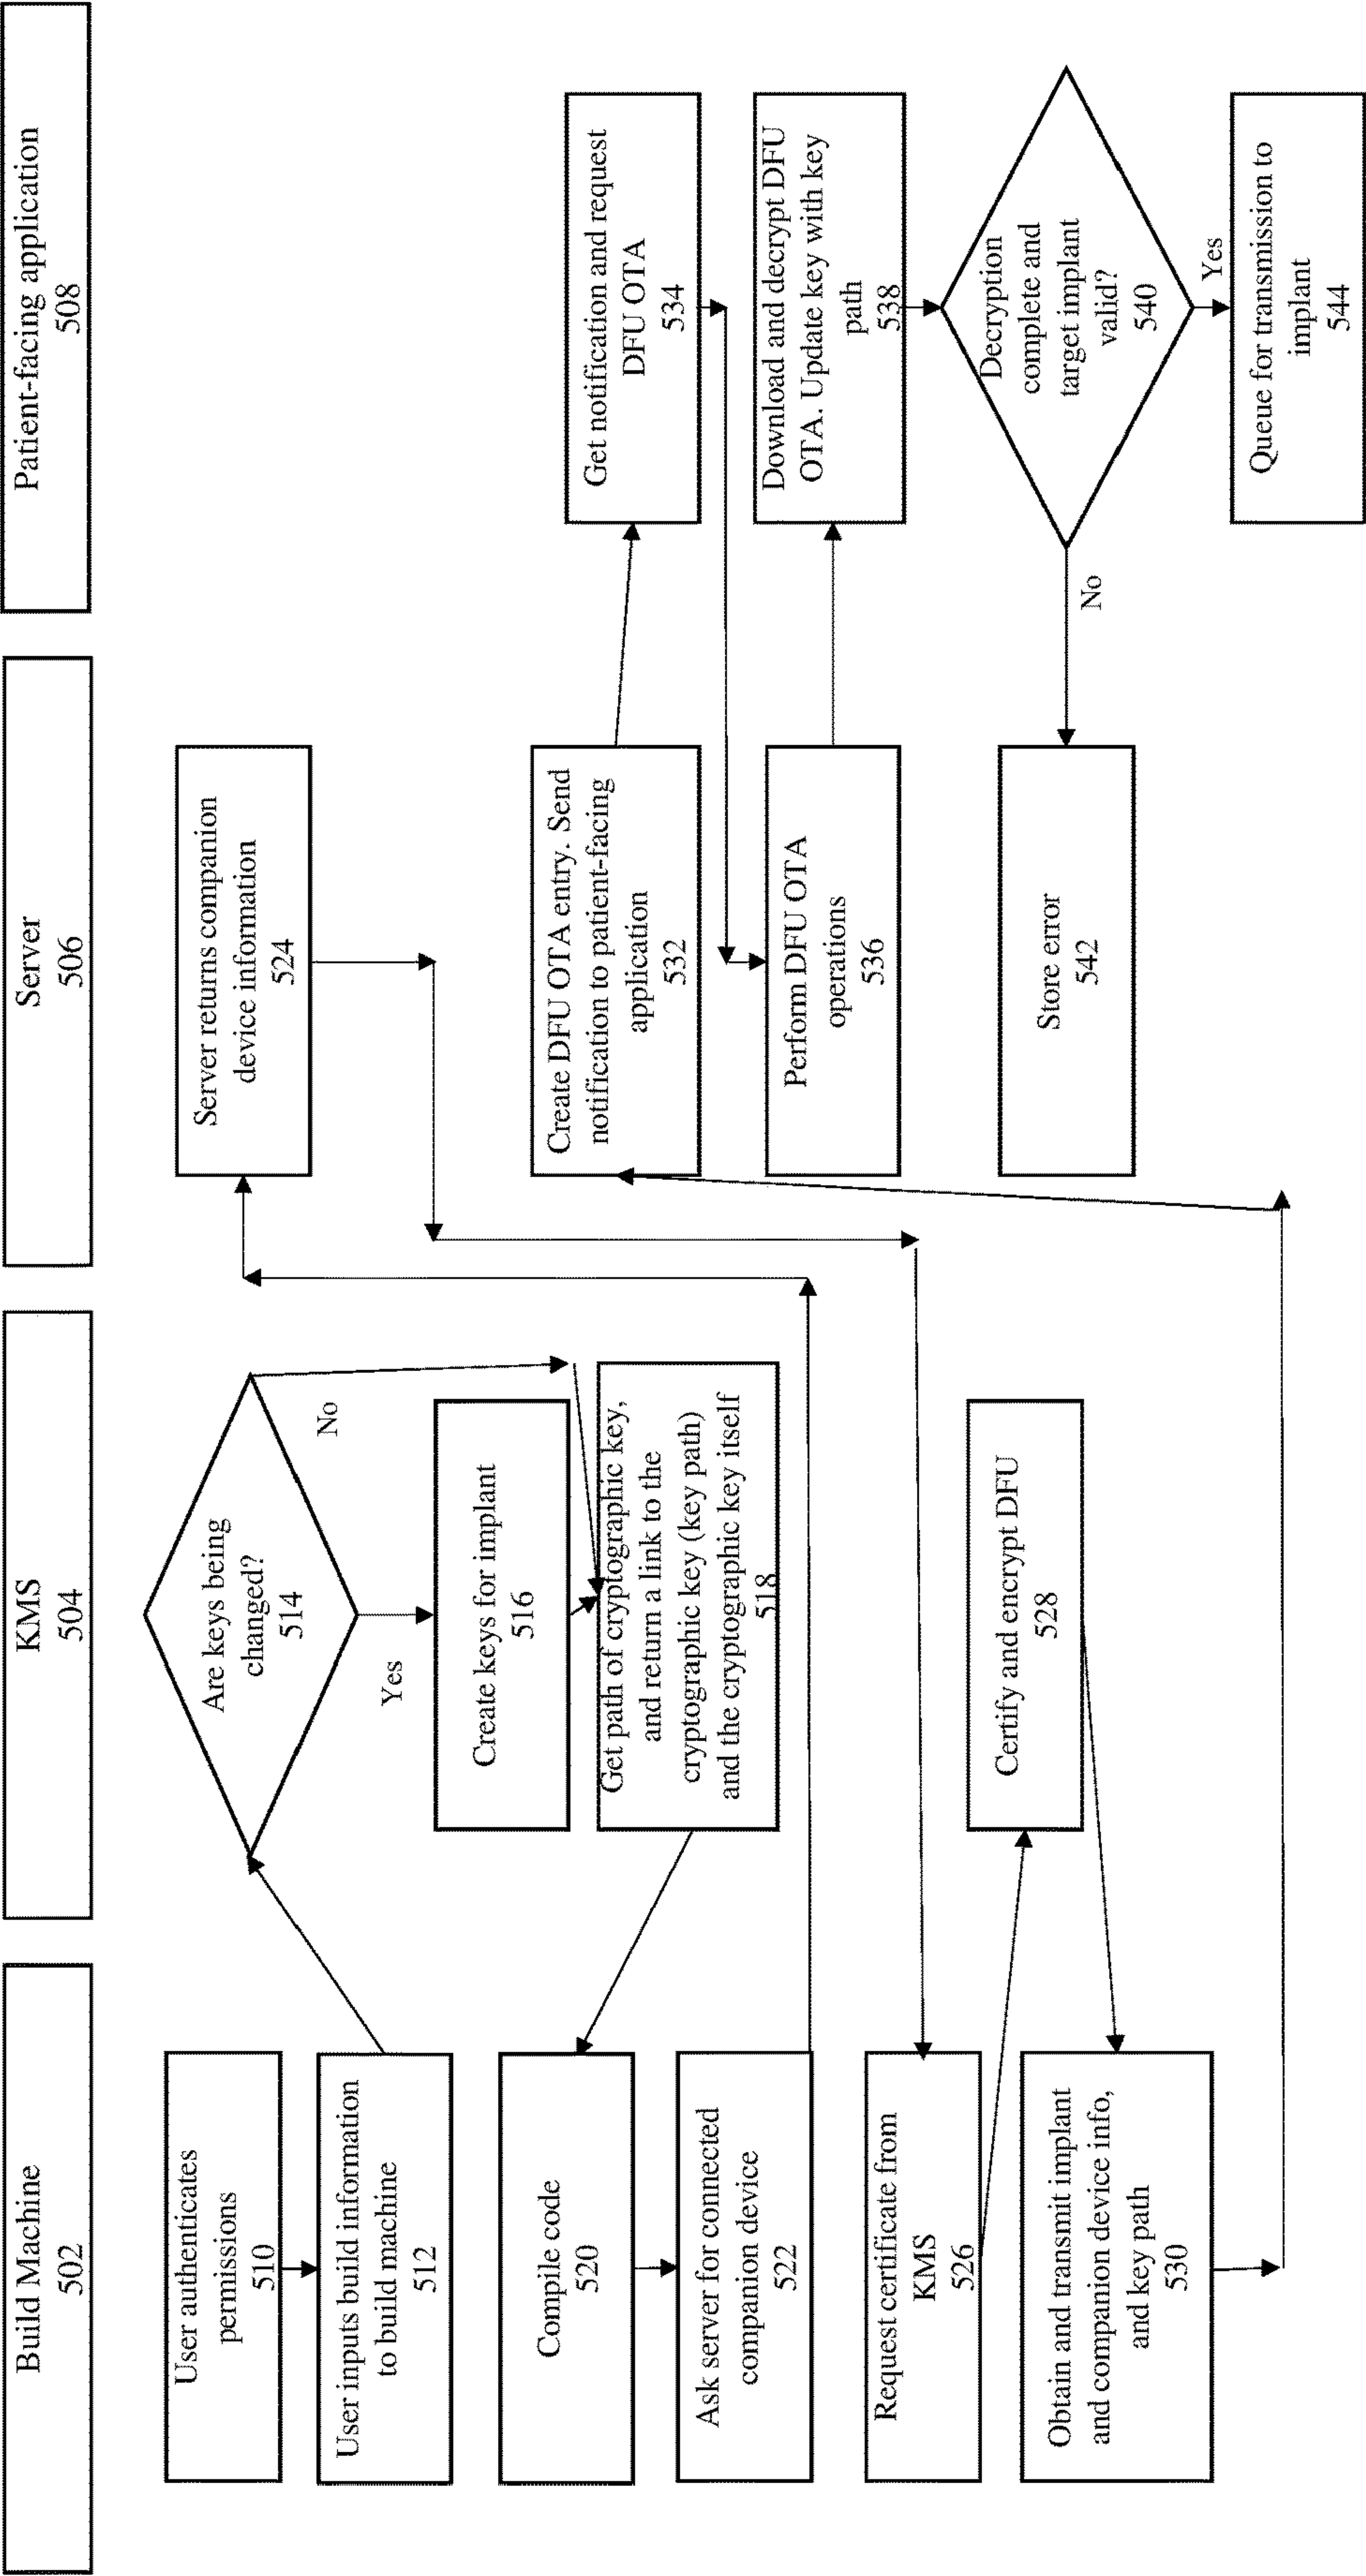 Build Machine
502
KMS
504
Server
506
Patient-facing application
508
User authenticates
permissions
510
User inputs build information
to build machine
512
Are keys being
changed?
514
No
Yes
Create keys for implant
516
Get path of cryptographic key,
and return a link to the
cryptographic key (key path)
and the cryptographic key itself
518
Compile code
520
Ask server for connected
companion device
522
Server returns companion
device information
524
Request certificate from
KMS
526
Certify and encrypt DFU
528
Obtain and transmit implant
and companion device info,
and key path
530
Create DFU OTA entry. Send
notification to patient-facing
application
532
Get notification and request
DFU OTA
534
Perform DFU OTA
operations
536
Download and decrypt DFU
OTA. Update key with key
path
538
Decryption
complete and
target implant
valid?
540
No
Yes
Store error
542
Queue for transmission to
implant
544